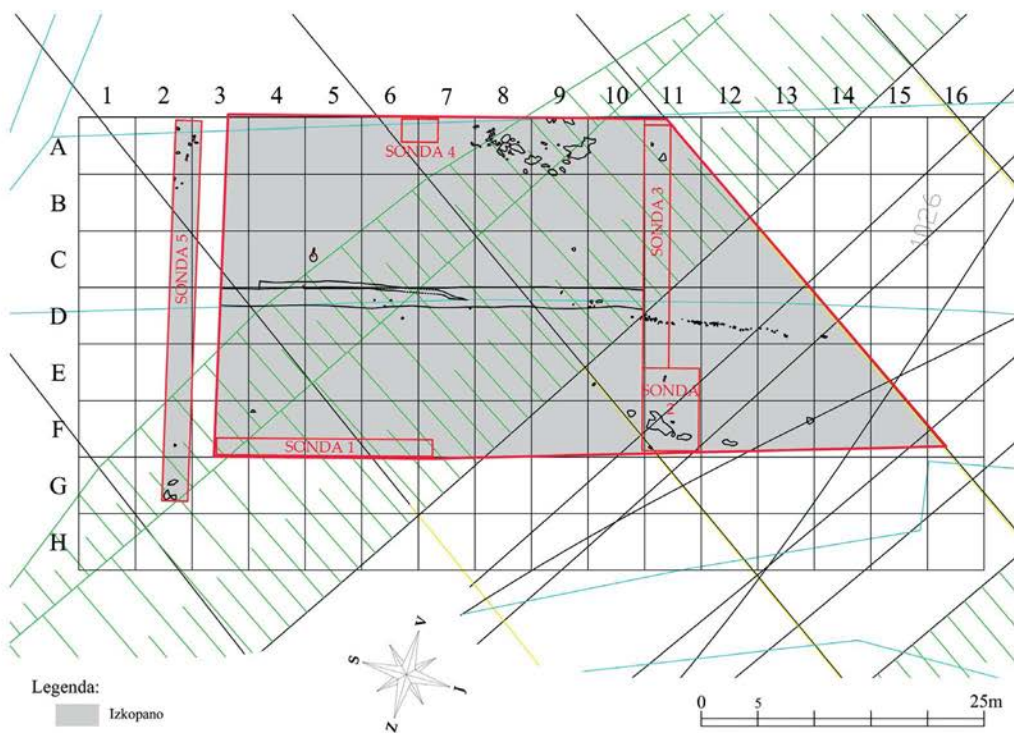 1 2 3 4 5 6 7 8 9 10 11 12 13 14 15 16
A
B
C
D
E
F
G
H
SONDA 4
SONDA 3
SONDA 5
1026
SONDA
2
SONDA 1
v
s
j
z
Legenda:
Izkopano
0 5 25m